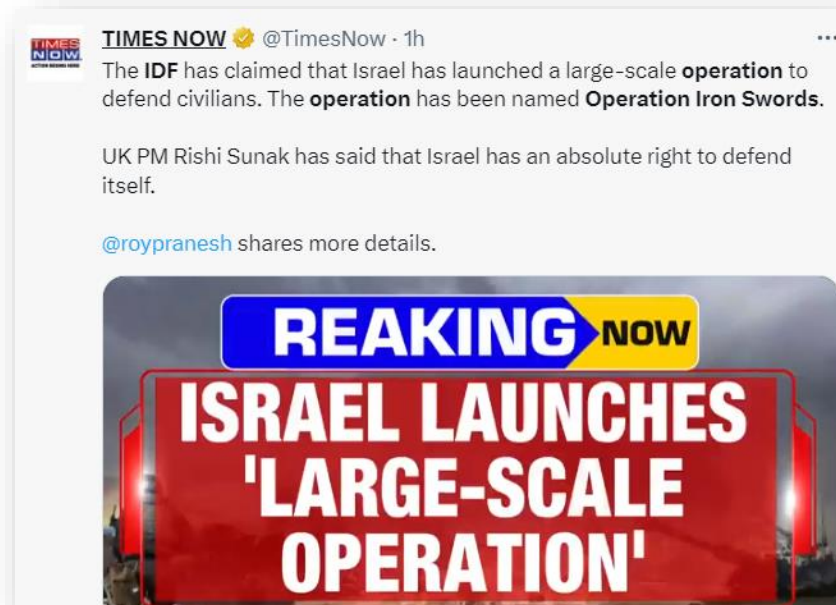 TIMES NOW @TimesNow · 1h
TIMES
NOW
The IDF has claimed that Israel has launched a large-scale operation to
defend civilians. The operation has been named Operation Iron Swords.
UK PM Rishi Sunak has said that Israel has an absolute right to defend
itself.
@roypranesh shares more details.
REAKING NOW
ISRAEL LAUNCHES
'LARGE-SCALE
OPERATION'